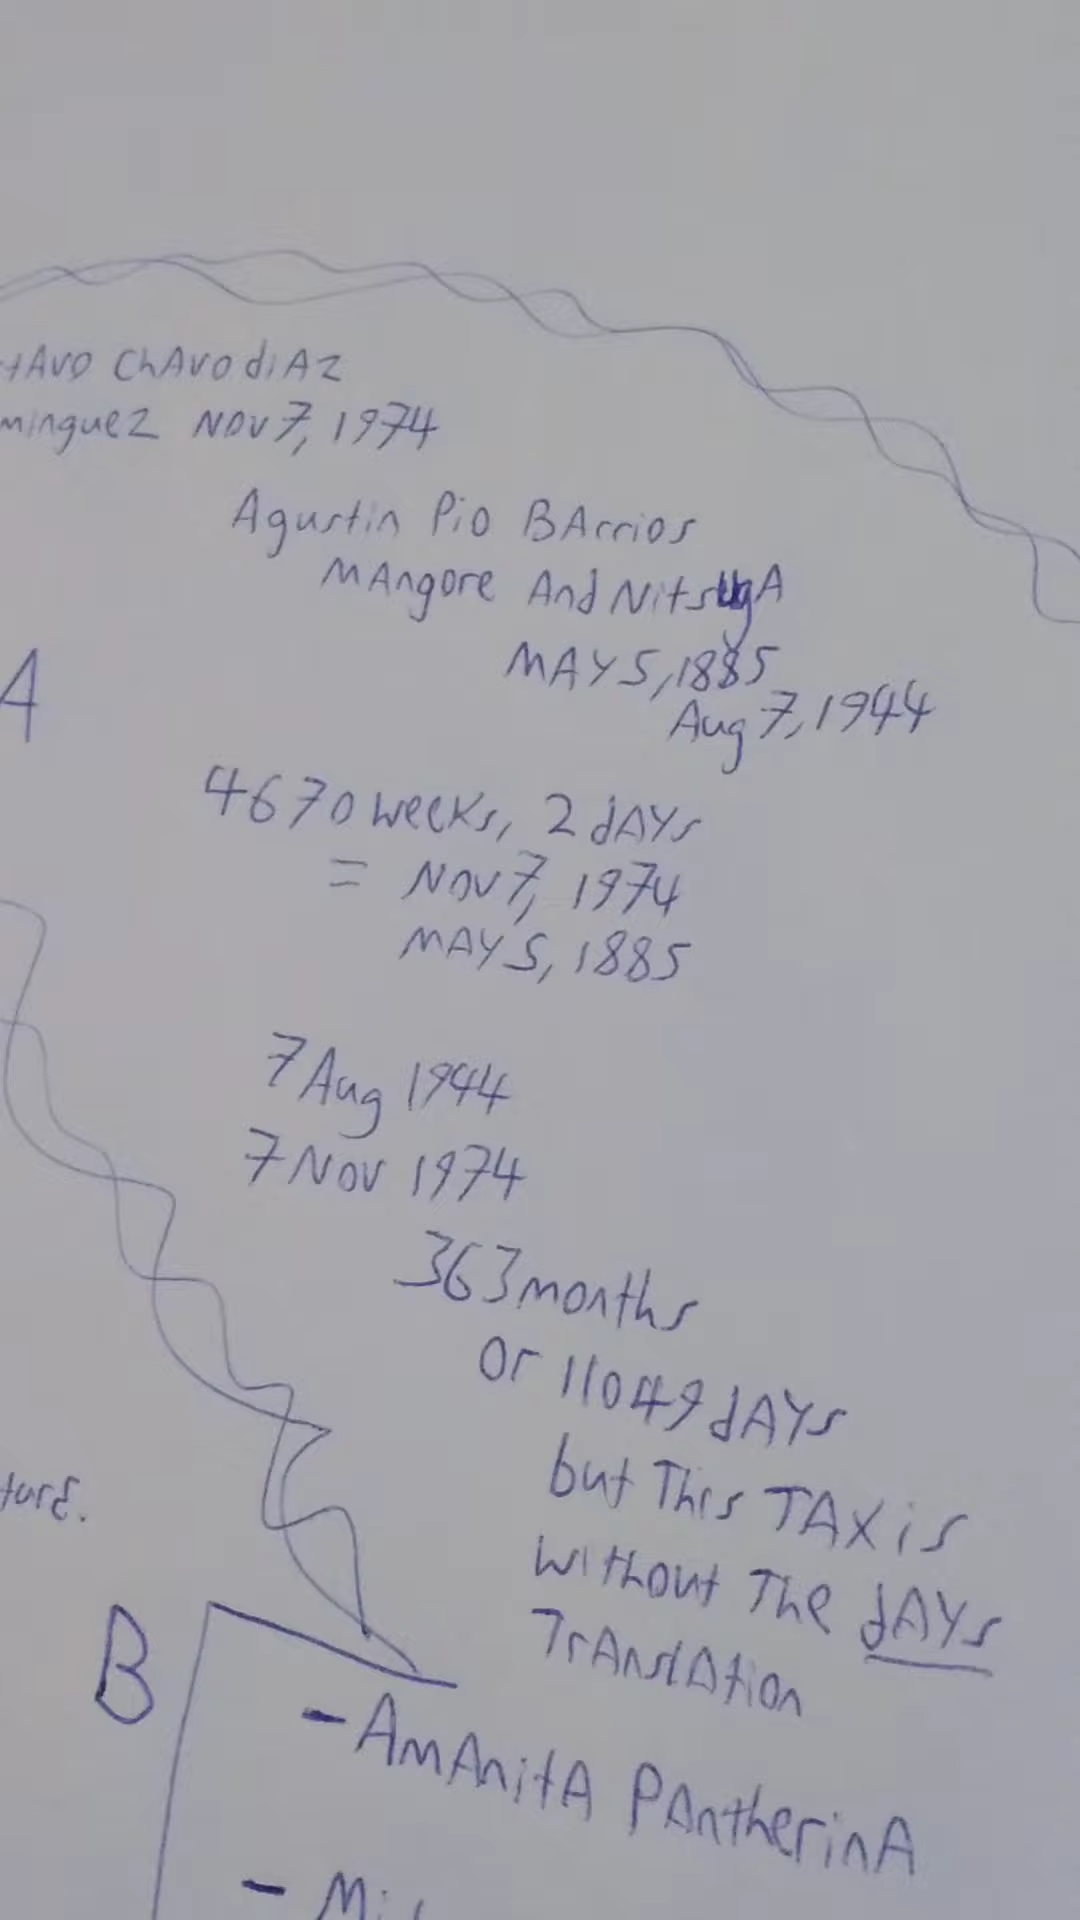 tAvo ChAvo diAz
minguez Nov 7, 1974
Agustin Pio BArrios
MAngore And NitsugA
MAY 5, 1885
Aug 7, 1944
A
4670 weeks, 2 dAYs
= Nov 7, 1974
MAY 5, 1885
7 Aug 1944
7 Nov 1974
363 months
or 11049 dAYs
but This TAX is
without The dAYs
TrAnslAtion
turE.
B
- AmAnitA PAntherinA
-